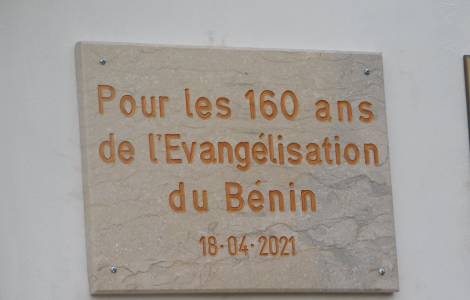 Pour les 160 ans
de l'Evangélisation
du Bénin
18·04·2021